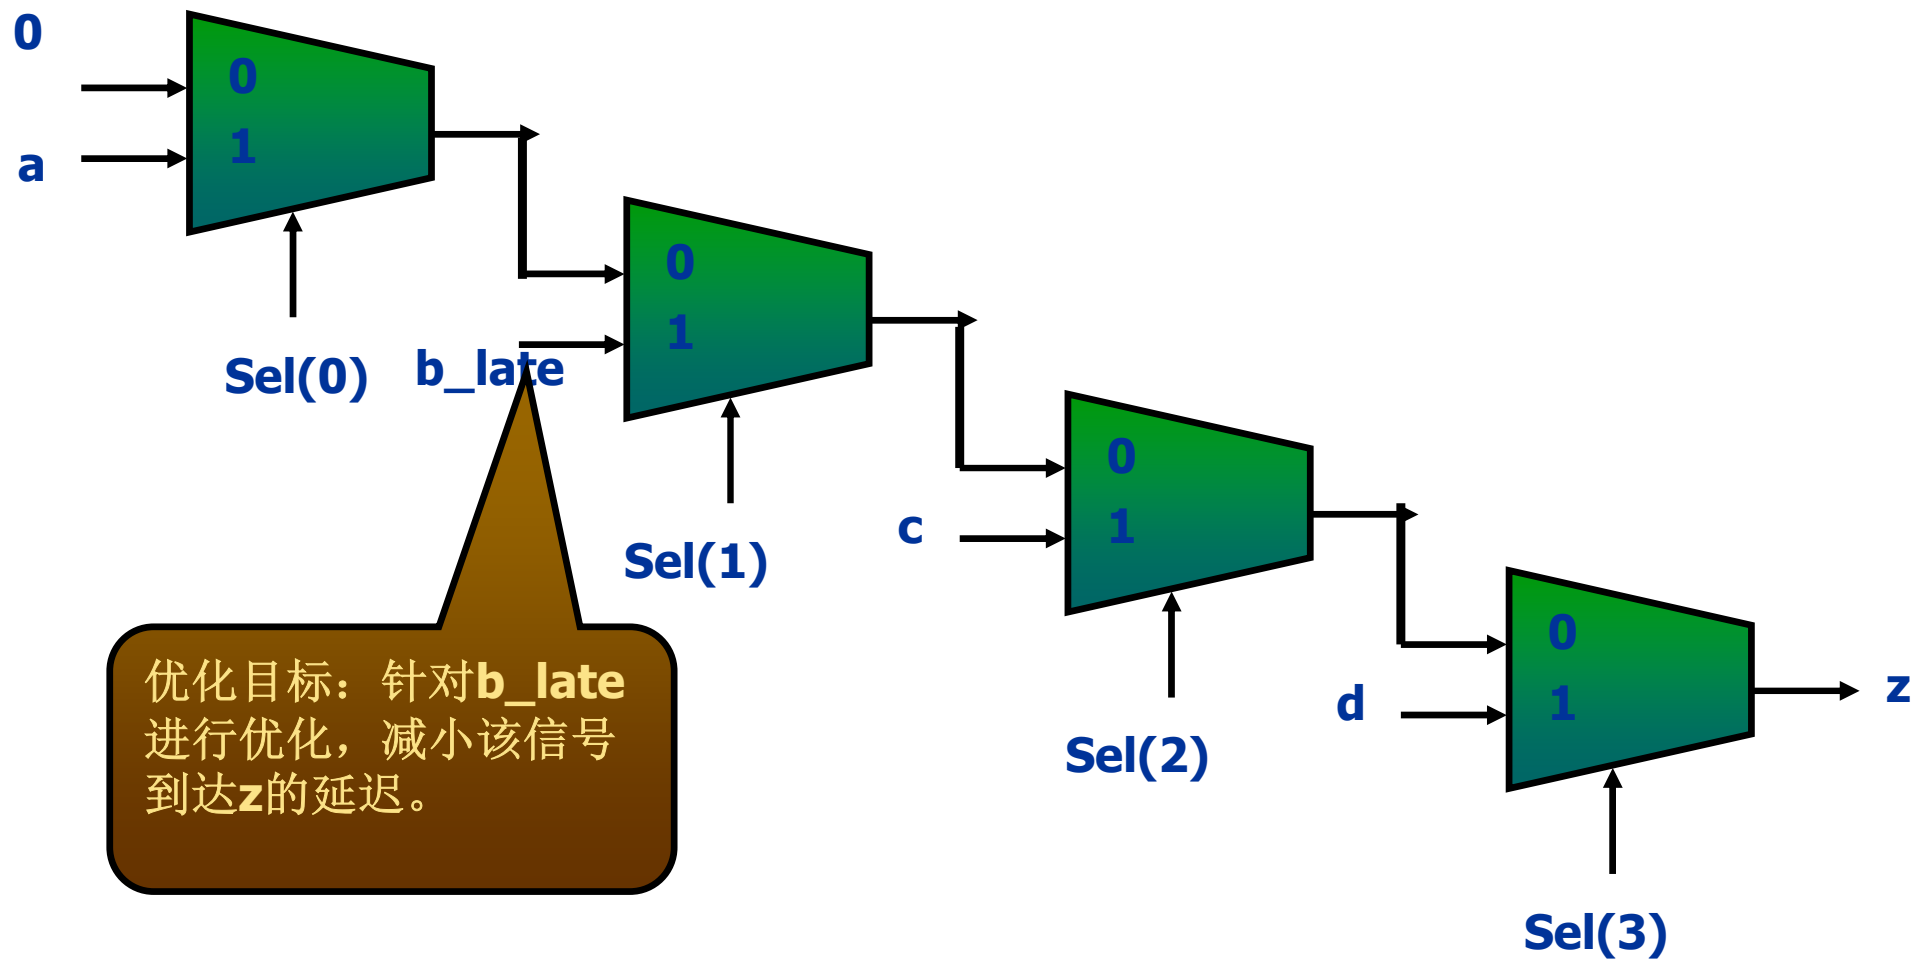 0
0
1
a
Sel(0)
0
1
b_late
Sel(1)
0
1
c
Sel(2)
0
1
d
z
Sel(3)
优化目标：针对b_late
进行优化，减小该信号
到达z的延迟。